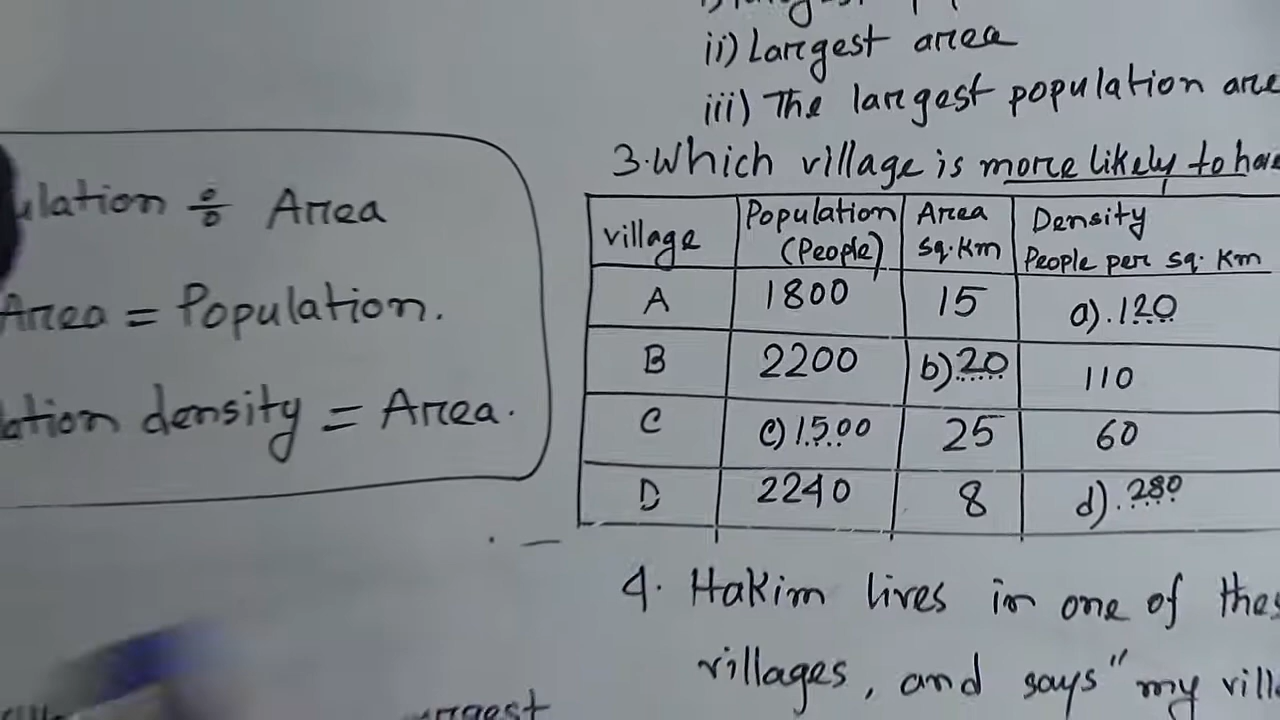 ii) Largest area
iii) The largest population are
3. Which village is more likely to have
ulation ÷ Area
Area = Population.
ation density = Area.
village Population (People) Area sq. Km Density People per sq. Km
A 1800 15 a) .120
B 2200 b) 20 110
C c) 1500 25 60
D 2240 8 d) .280
4. Hakim lives in one of thes
villages, and says "my vill